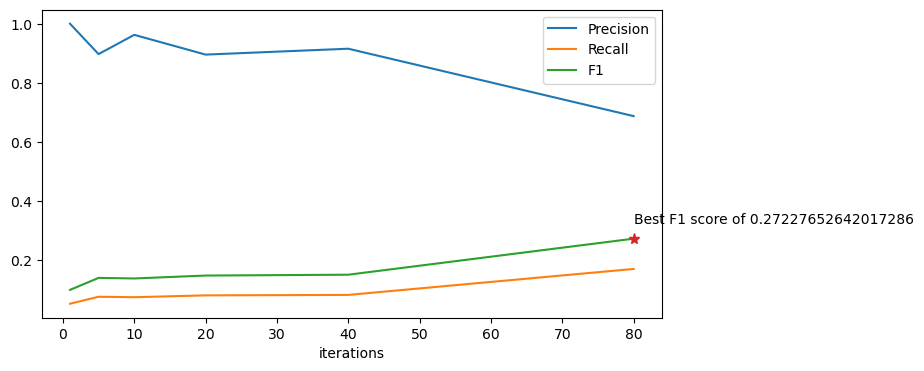 1.0
0.8
0.6
0.4
0.2
Precision
Recall
F1
Best F1 score of 0.27227652642017286
0 10 20 30 40 50 60 70 80
iterations